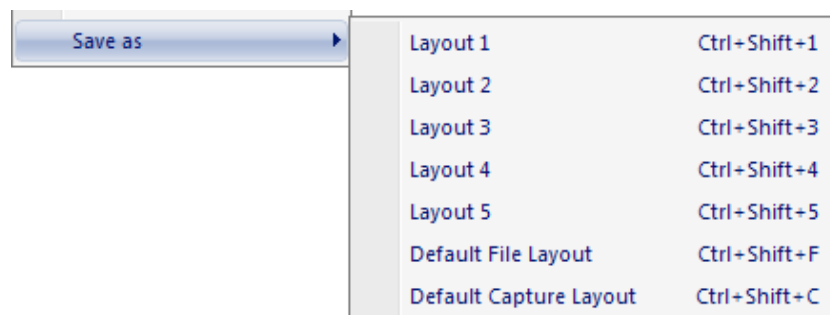 Save as
Layout 1 Ctrl+Shift+1
Layout 2 Ctrl+Shift+2
Layout 3 Ctrl+Shift+3
Layout 4 Ctrl+Shift+4
Layout 5 Ctrl+Shift+5
Default File Layout Ctrl+Shift+F
Default Capture Layout Ctrl+Shift+C